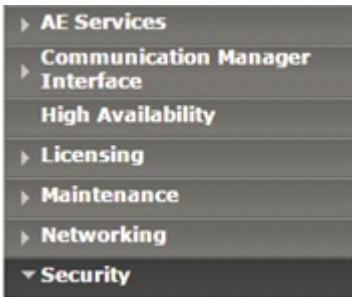 AE Services
Communication Manager
Interface
High Availability
Licensing
Maintenance
Networking
Security